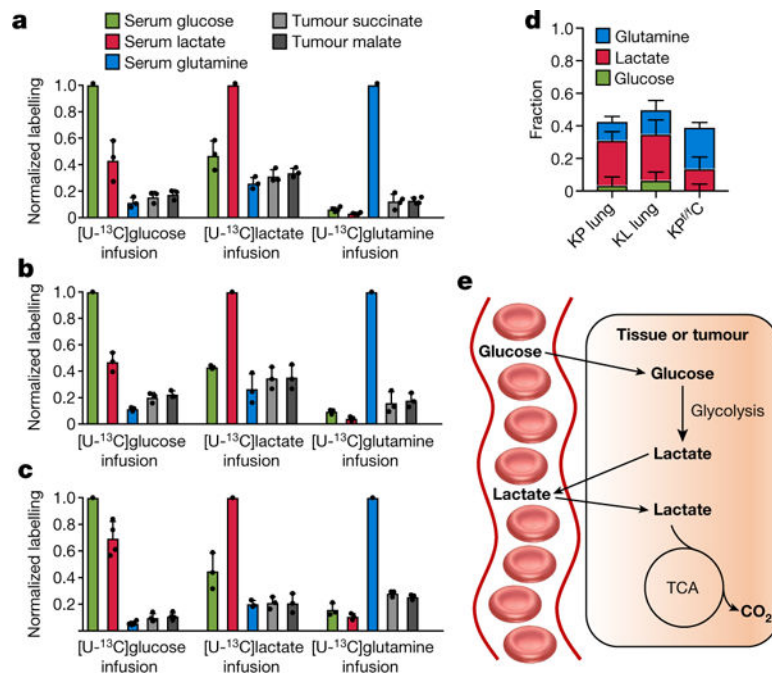 a
Serum glucose
Serum lactate
Serum glutamine
Tumour succinate
Tumour malate
Normalized labelling
1.0
0.8
0.6
0.4
0.2
0
[U-¹³C]glucose infusion
[U-¹³C]lactate infusion
[U-¹³C]glutamine infusion
b
Normalized labelling
1.0
0.8
0.6
0.4
0.2
0
[U-¹³C]glucose infusion
[U-¹³C]lactate infusion
[U-¹³C]glutamine infusion
c
Normalized labelling
1.0
0.8
0.6
0.4
0.2
[U-¹³C]glucose infusion
[U-¹³C]lactate infusion
[U-¹³C]glutamine infusion
d
Glutamine
Lactate
Glucose
Fraction
1.0
0.8
0.6
0.4
0.2
0
KP lung
KL lung
KPᶠ/ᶠC
e
Tissue or tumour
Glucose
Glucose
Glycolysis
Lactate
Lactate
Lactate
TCA
CO₂